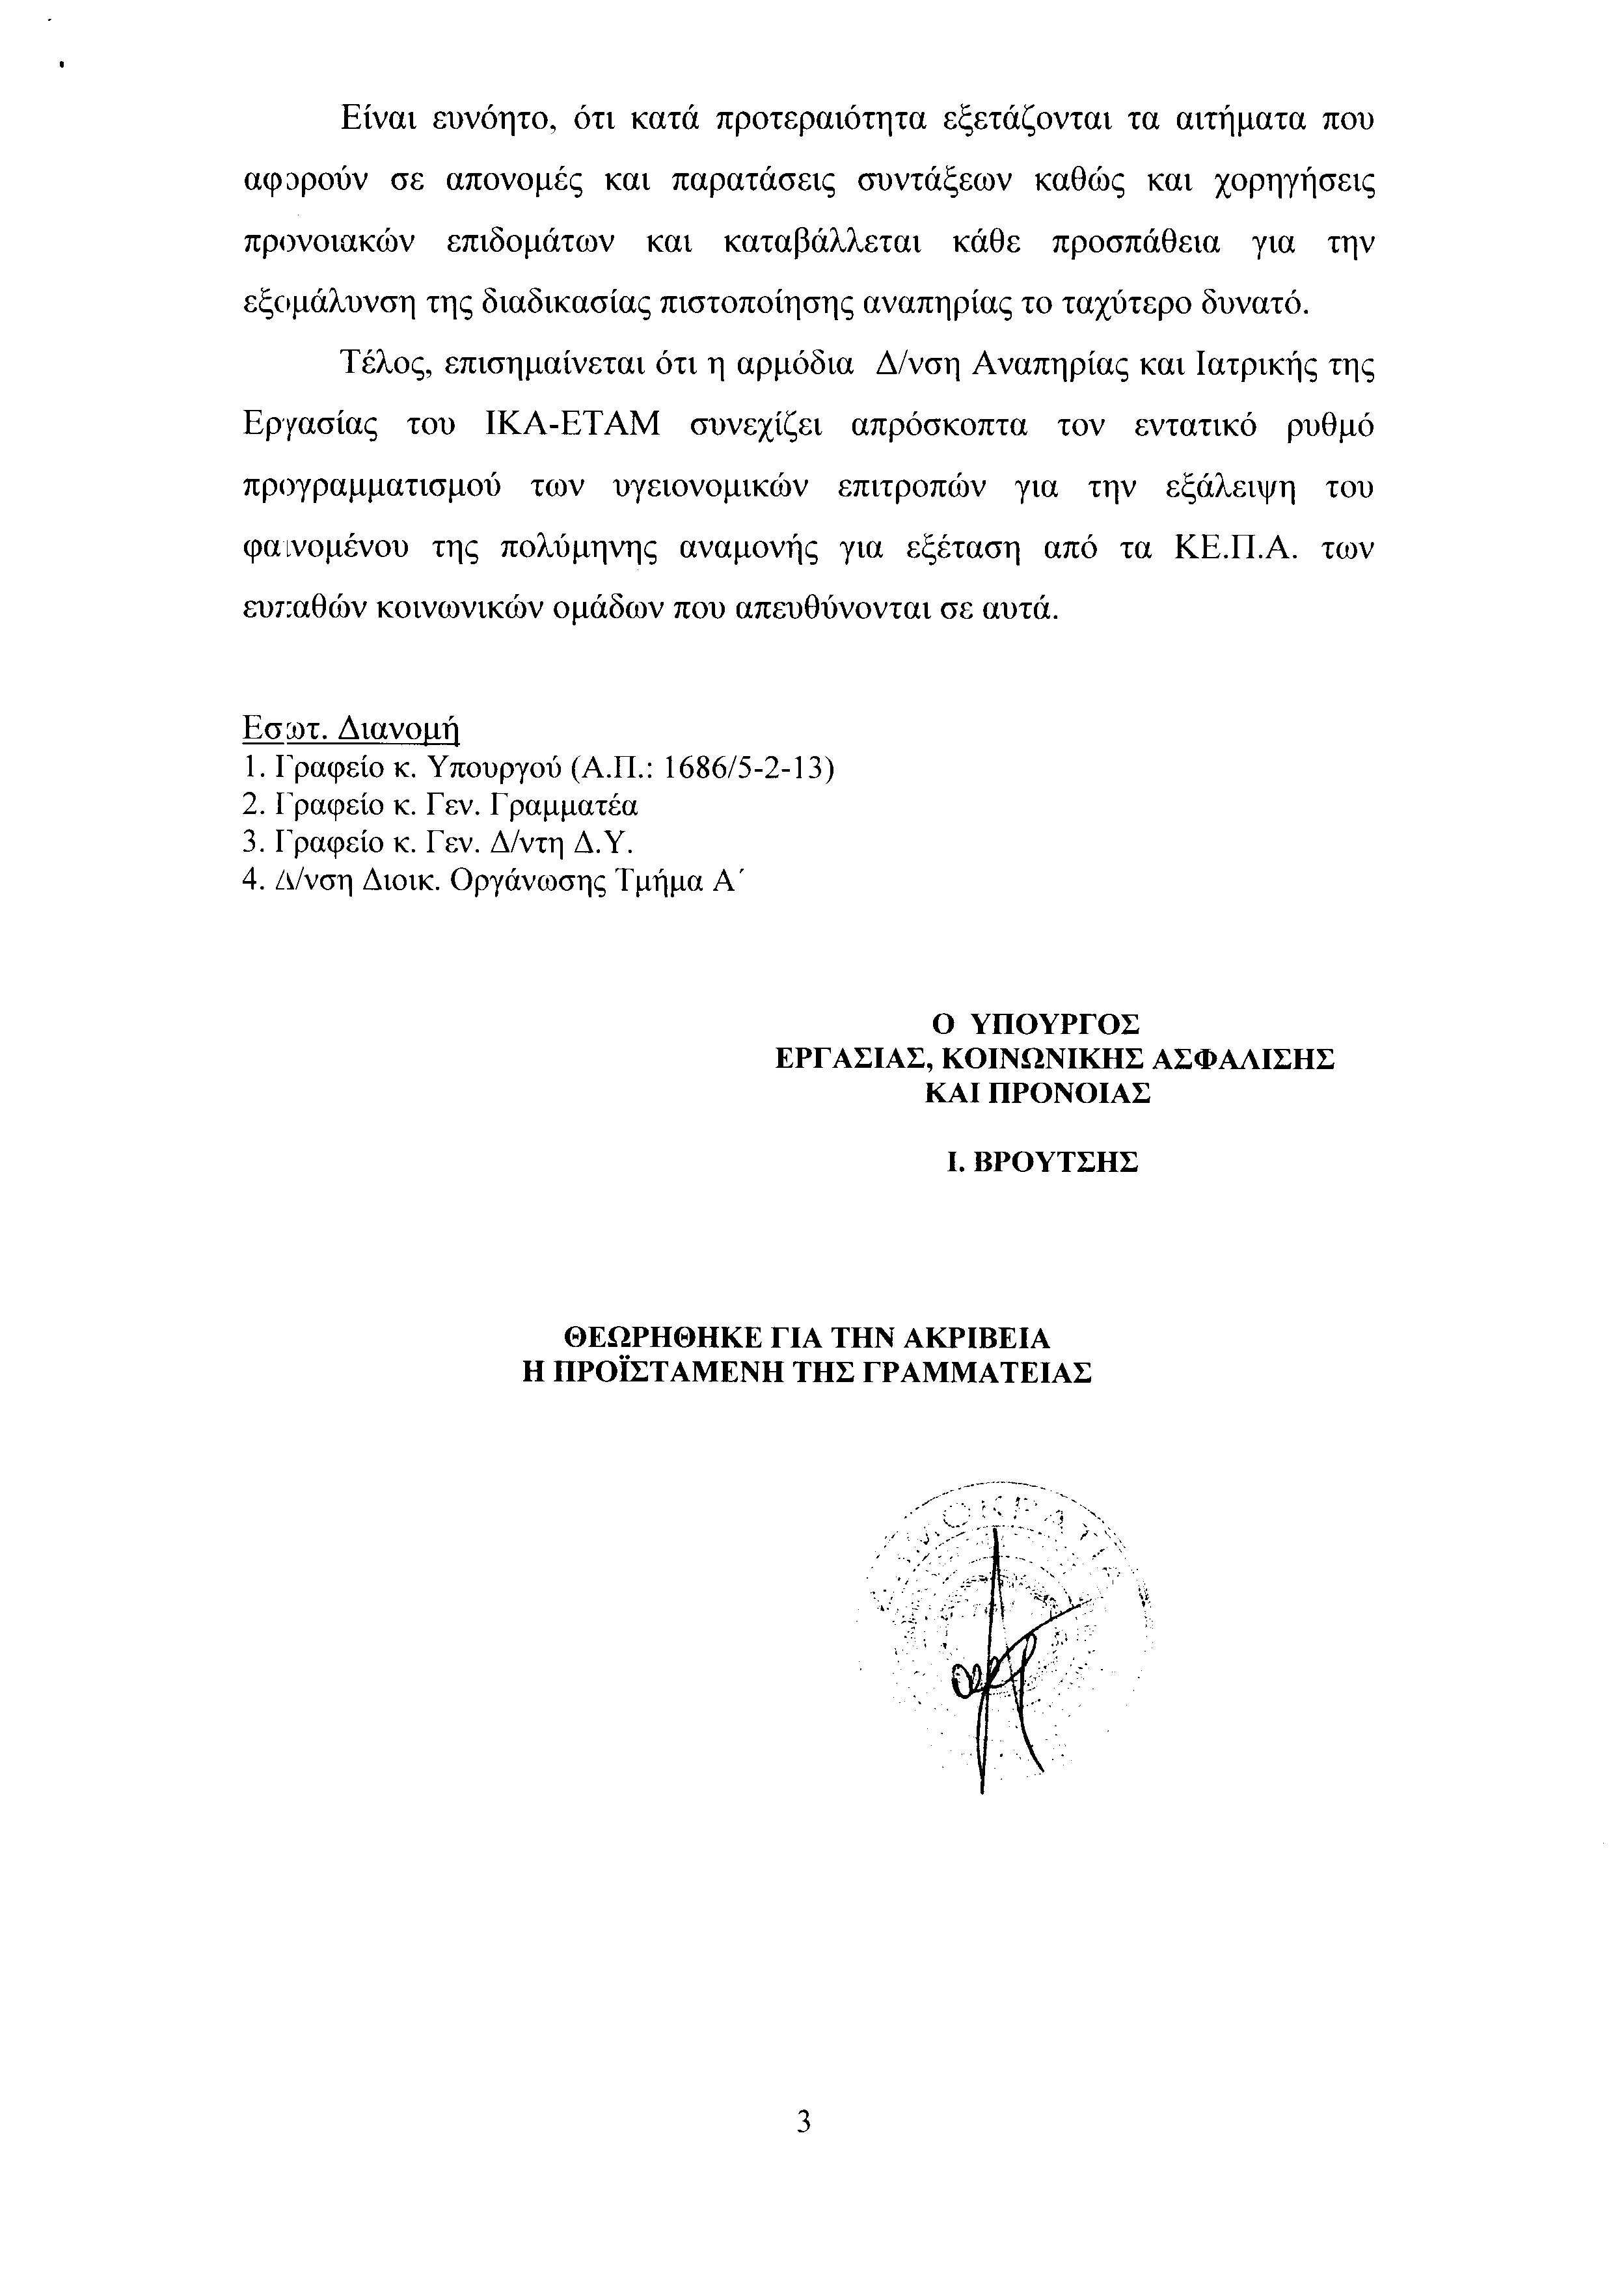 Είναι ευνόητο, ότι κατά προτεραιότητα εξετάζονται τα αιτήματα που
αφορούν σε απονομές και παρατάσεις συντάξεων καθώς και χορηγήσεις
προνοιακών επιδομάτων και καταβάλλεται κάθε προσπάθεια για την
εξομάλυνση της διαδικασίας πιστοποίησης αναπηρίας το ταχύτερο δυνατό.
Τέλος, επισημαίνεται ότι η αρμόδια Δ/νση Αναπηρίας και Ιατρικής της
Εργασίας του ΙΚΑ-ΕΤΑΜ συνεχίζει απρόσκοπτα τον εντατικό ρυθμό
προγραμματισμού των υγειονομικών επιτροπών για την εξάλειψη του
φαινομένου της πολύμηνης αναμονής για εξέταση από τα ΚΕ.Π.Α. των
ευπαθών κοινωνικών ομάδων που απευθύνονται σε αυτά.
Εσωτ. Διανομή
1. Γραφείο κ. Υπουργού (Α.Π.: 1686/5-2-13)
2. Γραφείο κ. Γεν. Γραμματέα
3. Γραφείο κ. Γεν. Δ/ντη Δ.Υ.
4. Δ/νση Διοικ. Οργάνωσης Τμήμα Α΄
Ο ΥΠΟΥΡΓΟΣ
ΕΡΓΑΣΙΑΣ, ΚΟΙΝΩΝΙΚΗΣ ΑΣΦΑΛΙΣΗΣ
ΚΑΙ ΠΡΟΝΟΙΑΣ
Ι. ΒΡΟΥΤΣΗΣ
ΘΕΩΡΗΘΗΚΕ ΓΙΑ ΤΗΝ ΑΚΡΙΒΕΙΑ
Η ΠΡΟΪΣΤΑΜΕΝΗ ΤΗΣ ΓΡΑΜΜΑΤΕΙΑΣ
3